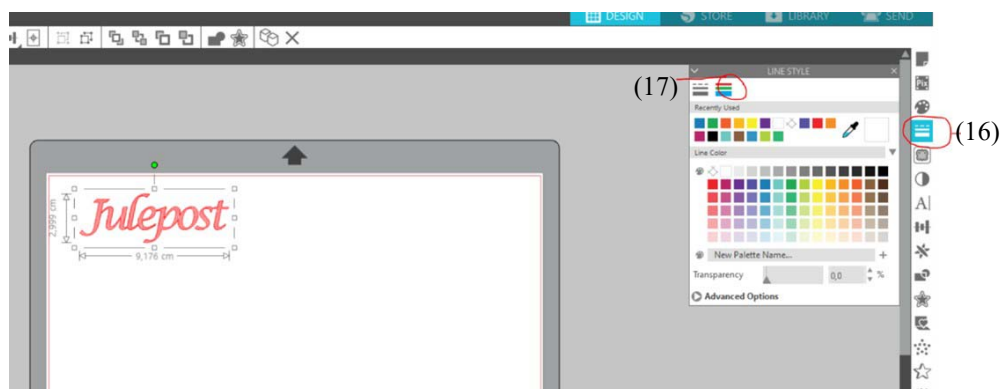 DESIGN STORE LIBRARY SEND
LINE STYLE
(17)
Pix
Recently Used
(16)
Line Color
A
Julepost
2,999 cm
9,176 cm
New Palette Name...
Transparency 0,0 %
Advanced Options